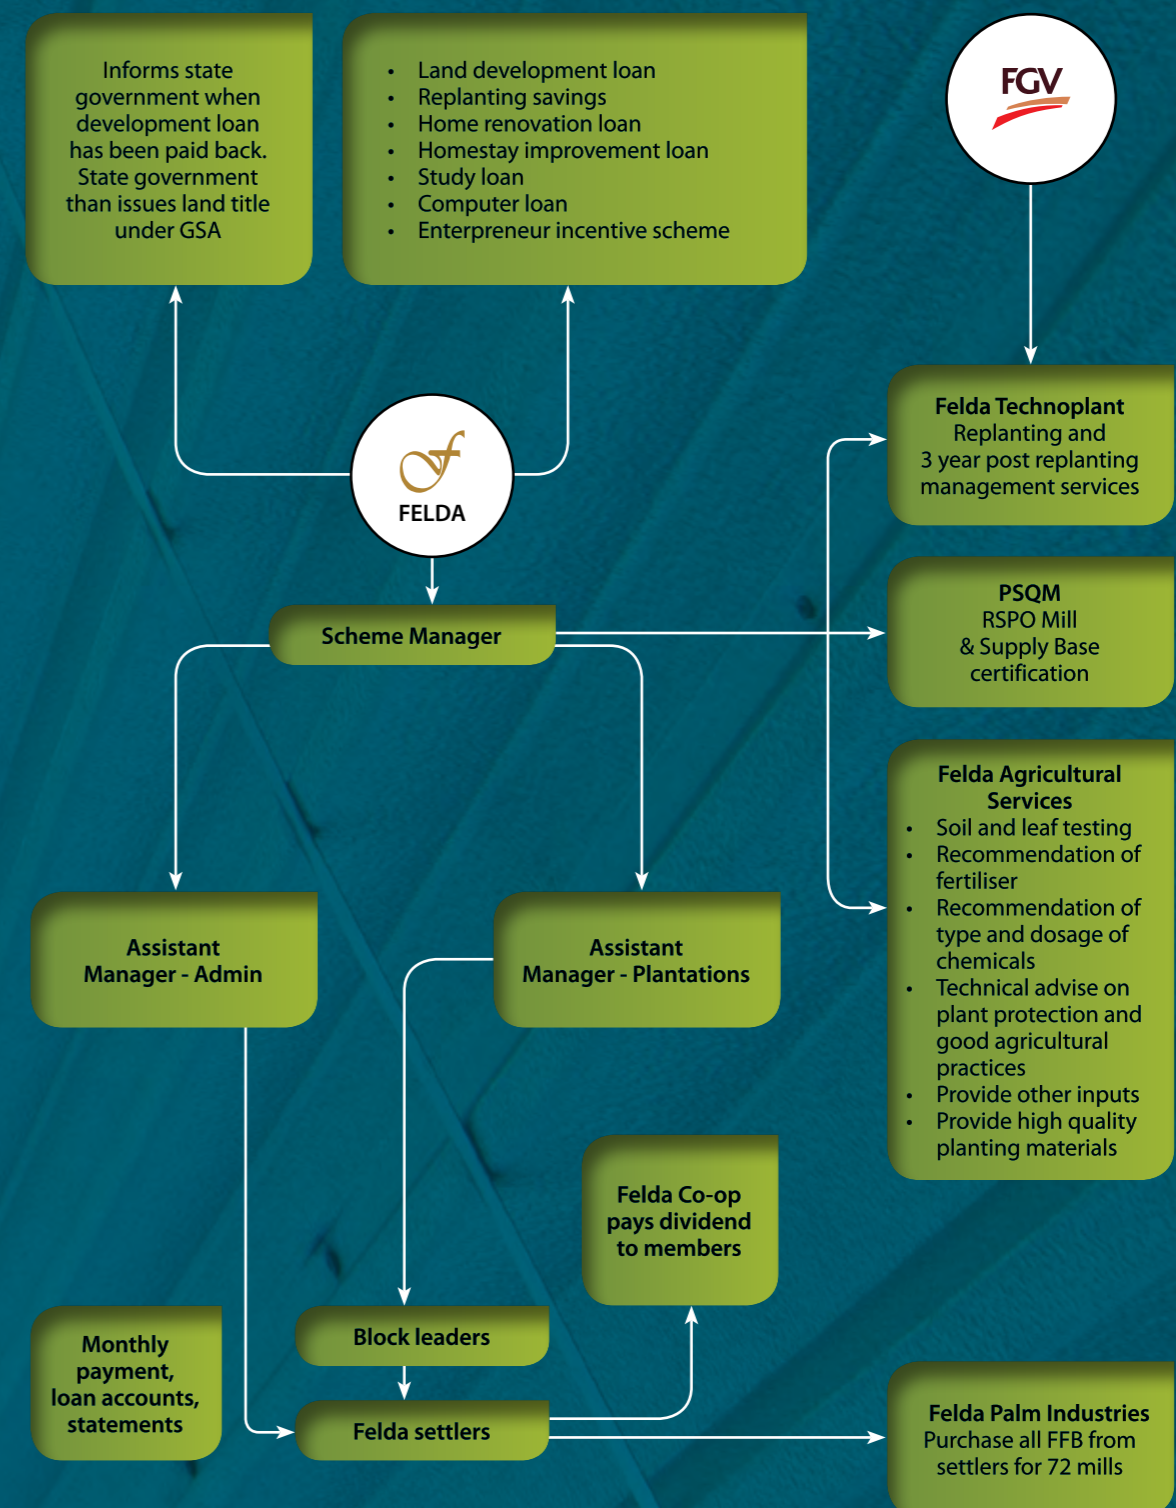 Informs state
government when
development loan
has been paid back.
State government
than issues land title
under GSA
• Land development loan
• Replanting savings
• Home renovation loan
• Homestay improvement loan
• Study loan
• Computer loan
• Enterpreneur incentive scheme
FGV
FELDA
Felda Technoplant
Replanting and
3 year post replanting
management services
Scheme Manager
PSQM
RSPO Mill
& Supply Base
certification
Felda Agricultural
Services
• Soil and leaf testing
• Recommendation of
fertiliser
• Recommendation of
type and dosage of
chemicals
• Technical advise on
plant protection and
good agricultural
practices
• Provide other inputs
• Provide high quality
planting materials
Assistant
Manager - Admin
Assistant
Manager - Plantations
Felda Co-op
pays dividend
to members
Monthly
payment,
loan accounts,
statements
Block leaders
Felda settlers
Felda Palm Industries
Purchase all FFB from
settlers for 72 mills